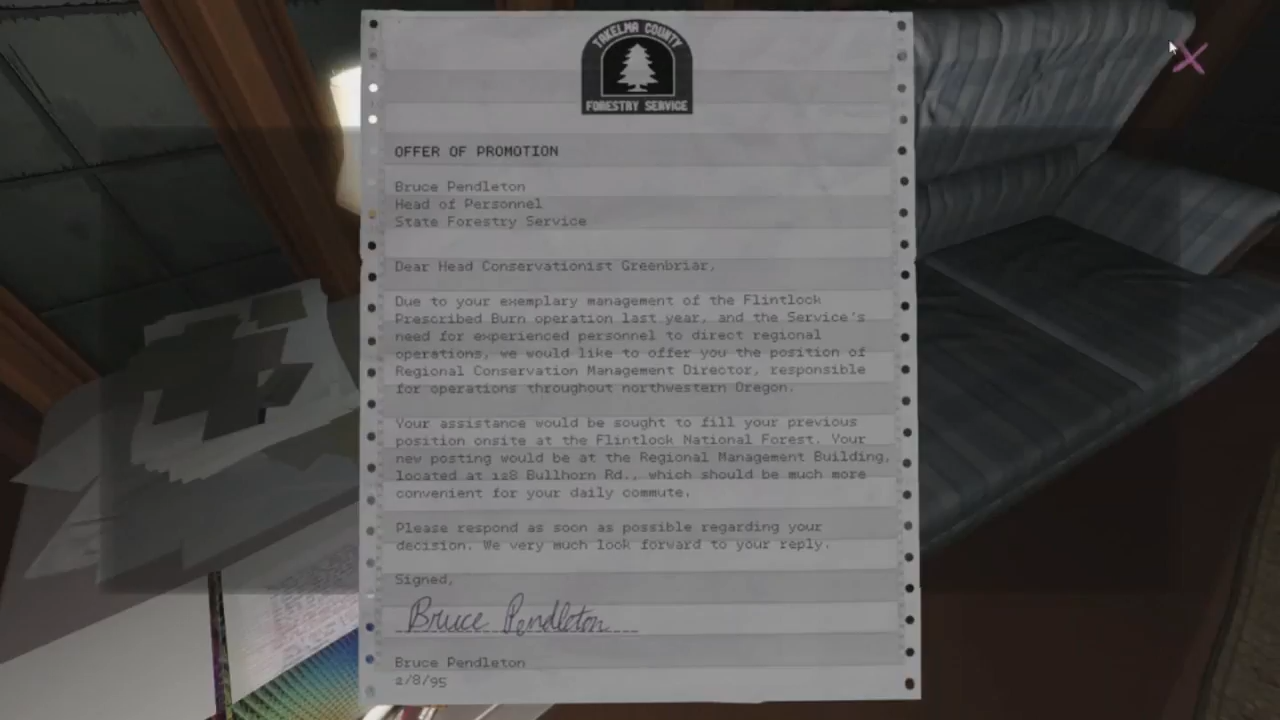 TAKELMA COUNTY
FORESTRY SERVICE
OFFER OF PROMOTION
Bruce Pendleton
Head of Personnel
State Forestry Service
Dear Head Conservationist Greenbriar,
Due to your exemplary management of the Flintlock
Prescribed Burn operation last year, and the Service's
need for experienced personnel to direct regional
operations, we would like to offer you the position of
Regional Conservation Management Director, responsible
for operations throughout northwestern Oregon.
Your assistance would be sought to fill your previous
position onsite at the Flintlock National Forest. Your
new posting would be at the Regional Management Building,
located at 128 Bullhorn Rd., which should be much more
convenient for your daily commute.
Please respond as soon as possible regarding your
decision. We very much look forward to your reply.
Signed,
Bruce Pendleton
Bruce Pendleton
2/8/95